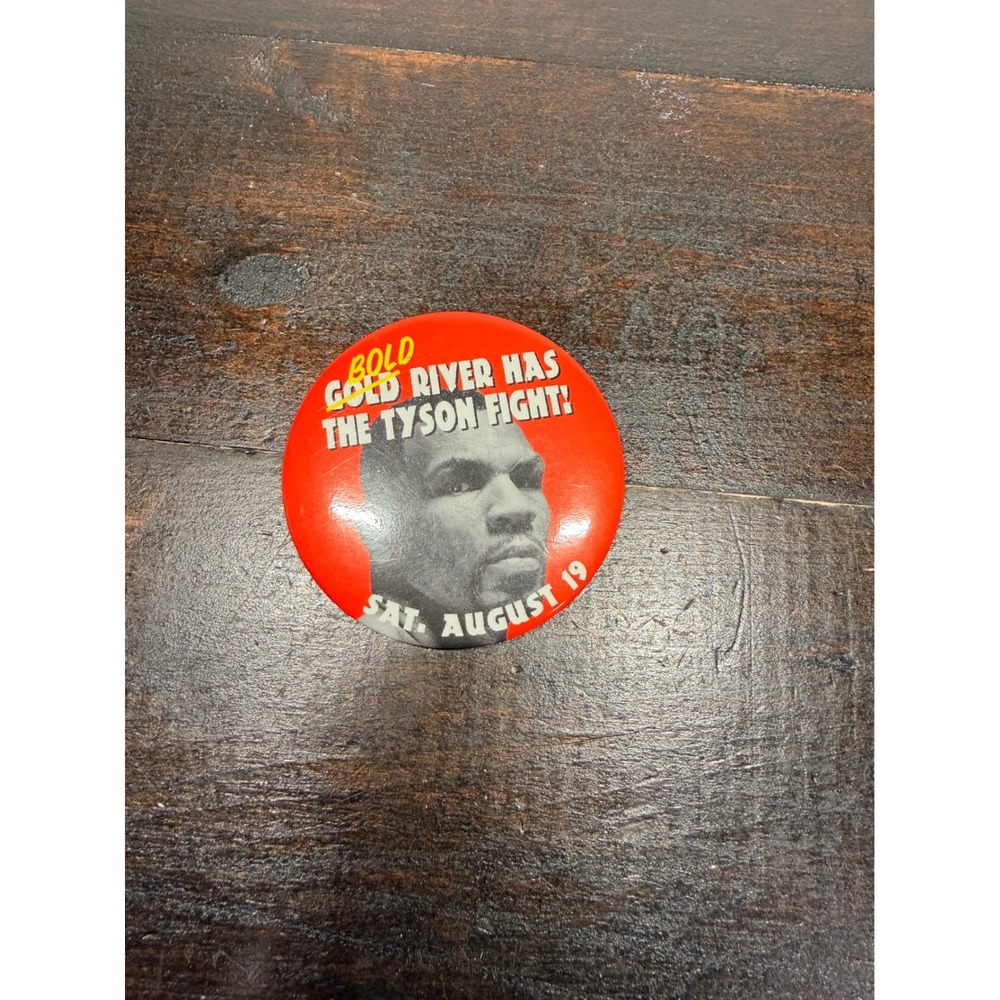 BOLD
GOLD RIVER HAS
THE TYSON FIGHT!
SAT. AUGUST 19